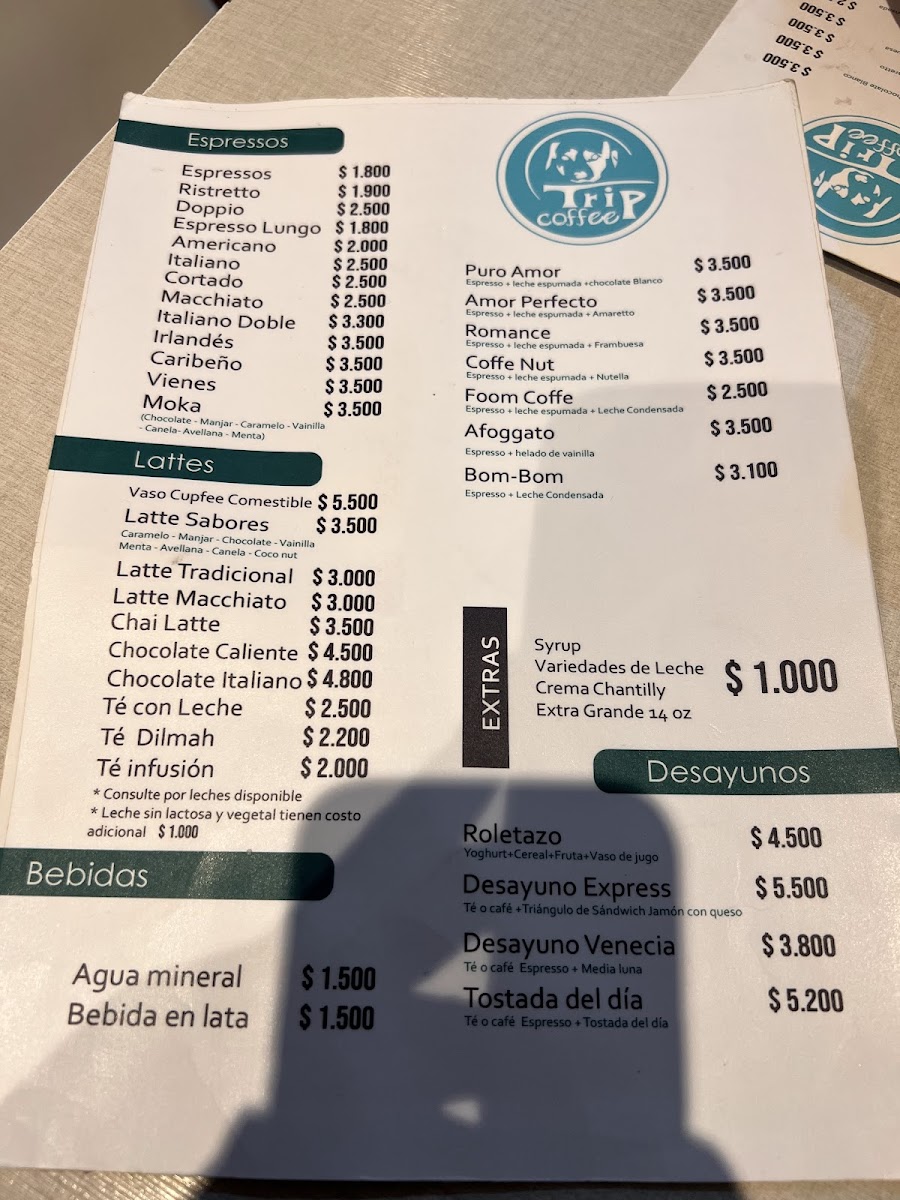 Espressos
Espressos $ 1.800
Ristretto $ 1.900
Doppio $ 2.500
Espresso Lungo $ 1.800
Americano $ 2.000
Italiano $ 2.500
Cortado $ 2.500
Macchiato $ 2.500
Italiano Doble $ 3.300
Irlandés $ 3.500
Caribeño $ 3.500
Vienes $ 3.500
Moka $ 3.500
(Chocolate - Manjar - Caramelo - Vainilla
- Canela- Avellana - Menta)
Lattes
Vaso Cupfee Comestible $ 5.500
Latte Sabores $ 3.500
Caramelo - Manjar - Chocolate - Vainilla
Menta - Avellana - Canela - Coco nut
Latte Tradicional $ 3.000
Latte Macchiato $ 3.000
Chai Latte $ 3.500
Chocolate Caliente $ 4.500
Chocolate Italiano $ 4.800
Té con Leche $ 2.500
Té Dilmah $ 2.200
Té infusión $ 2.000
* Consulte por leches disponible
* Leche sin lactosa y vegetal tienen costo
adicional $ 1.000
Bebidas
Agua mineral $ 1.500
Bebida en lata $ 1.500
Trip
coffee
Puro Amor $ 3.500
Espresso + leche espumada +chocolate Blanco
Amor Perfecto $ 3.500
Espresso + leche espumada + Amaretto
Romance $ 3.500
Espresso + leche espumada + Frambuesa
Coffe Nut $ 3.500
Espresso + leche espumada + Nutella
Foom Coffe $ 2.500
Espresso + leche espumada + Leche Condensada
Afoggato $ 3.500
Espresso + helado de vainilla
Bom-Bom $ 3.100
Espresso + Leche Condensada
EXTRAS
Syrup
Variedades de Leche
Crema Chantilly
Extra Grande 14 oz
$ 1.000
Desayunos
Roletazo $ 4.500
Yoghurt+Cereal+Fruta+Vaso de jugo
Desayuno Express $ 5.500
Té o café +Triángulo de Sándwich Jamón con queso
Desayuno Venecia $ 3.800
Té o café Espresso + Media luna
Tostada del día $ 5.200
Té o café Espresso + Tostada del día
Trip
coffee
$ 3.500
$ 3.500
$ 3.500
$ 3.500